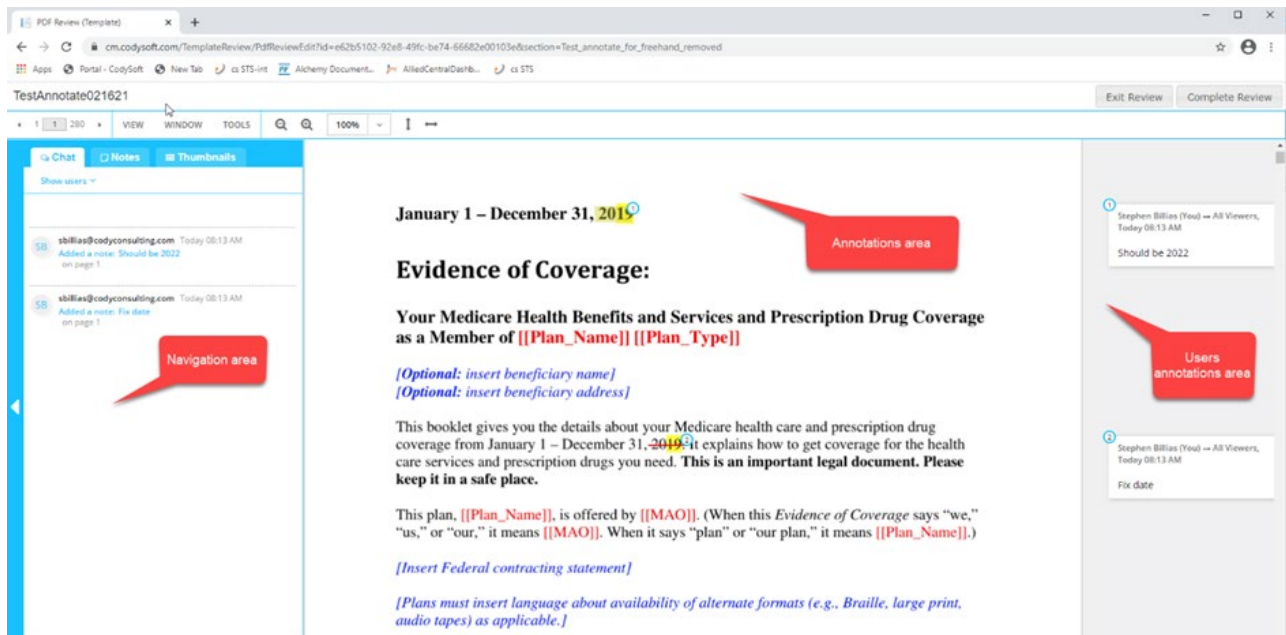 PDF Review (Template)
cm.codysoft.com/TemplateReview/PdfReviewEdit?id=e62b5102-92e8-49fc-be74-66682e00103e&section=Test_annotate_for_freehand_removed
Apps Portal - CodySoft New Tab cs STS-int Alchemy Document... AlliedCentralDashb... cs STS
TestAnnotate021621
Exit Review Complete Review
1 1 280 VIEW WINDOW TOOLS 100%
Chat Notes Thumbnails
Show users
SB sbillias@codyconsulting.com Today 08:13 AM
Added a note: Should be 2022
on page 1
SB sbillias@codyconsulting.com Today 08:13 AM
Added a note: Fix date
on page 1
Navigation area
January 1 – December 31, 2019 1
Annotations area
Evidence of Coverage:
Your Medicare Health Benefits and Services and Prescription Drug Coverage
as a Member of [[Plan_Name]] [[Plan_Type]]
[Optional: insert beneficiary name]
[Optional: insert beneficiary address]
This booklet gives you the details about your Medicare health care and prescription drug
coverage from January 1 – December 31, 2019. 2 it explains how to get coverage for the health
care services and prescription drugs you need. This is an important legal document. Please
keep it in a safe place.
This plan, [[Plan_Name]], is offered by [[MAO]]. (When this Evidence of Coverage says “we,”
“us,” or “our,” it means [[MAO]]. When it says “plan” or “our plan,” it means [[Plan_Name]].)
[Insert Federal contracting statement]
[Plans must insert language about availability of alternate formats (e.g., Braille, large print,
audio tapes) as applicable.]
1
Stephen Billias (You) → All Viewers,
Today 08:13 AM
Should be 2022
Users
annotations area
2
Stephen Billias (You) → All Viewers,
Today 08:13 AM
Fix date